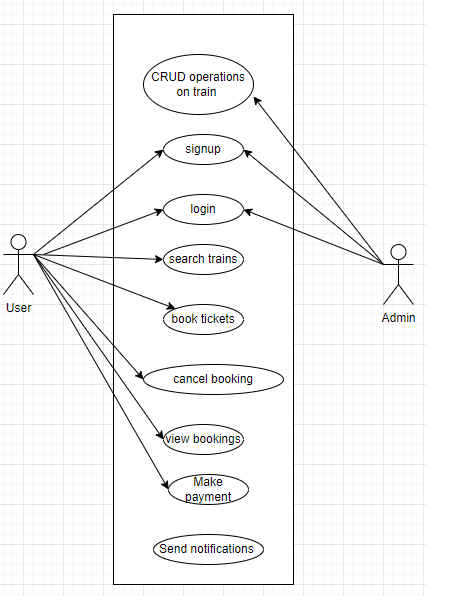 CRUD operations
on train
signup
login
search trains
User
Admin
book tickets
cancel booking
view bookings
Make
payment
Send notifications